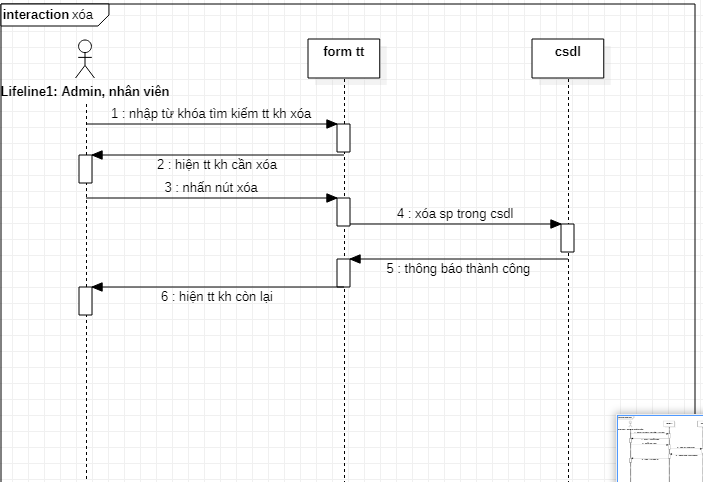 interaction xóa
form tt
csdl
Lifeline1: Admin, nhân viên
1 : nhập từ khóa tìm kiếm tt kh xóa
2 : hiện tt kh cần xóa
3 : nhấn nút xóa
4 : xóa sp trong csdl
5 : thông báo thành công
6 : hiện tt kh còn lại